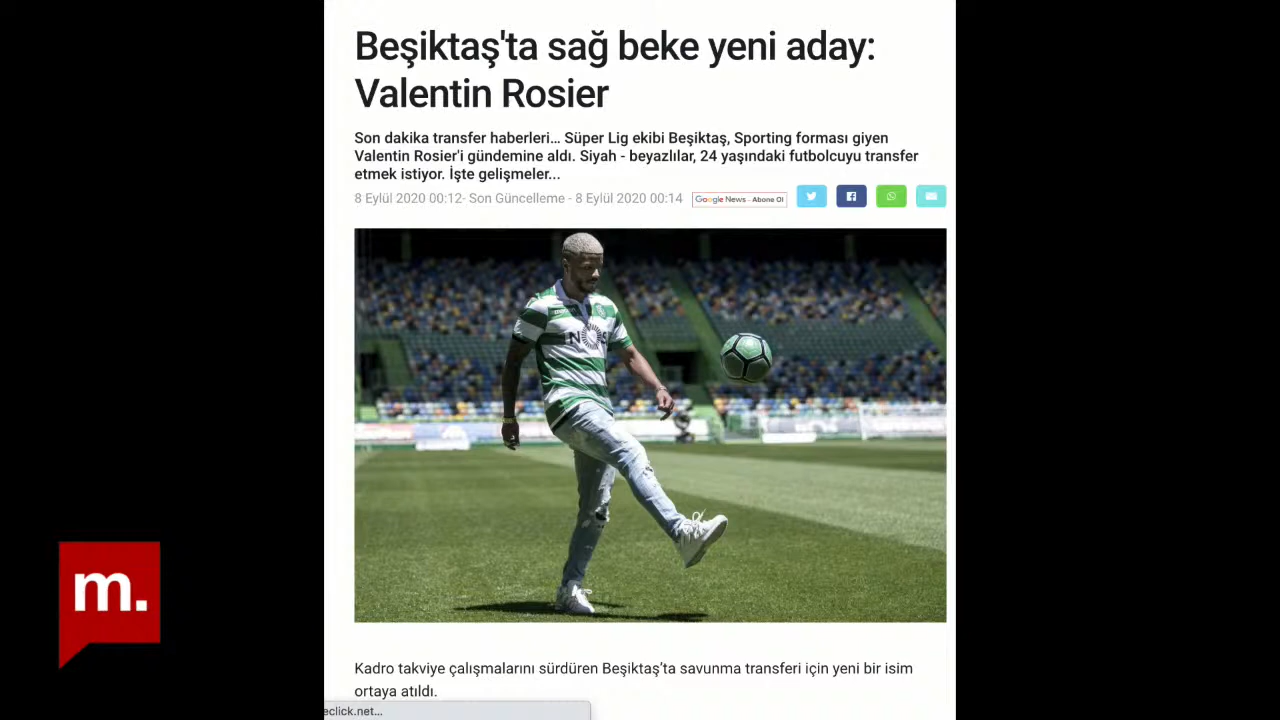 Beşiktaş'ta sağ beke yeni aday:
Valentin Rosier
Son dakika transfer haberleri... Süper Lig ekibi Beşiktaş, Sporting forması giyen
Valentin Rosier'i gündemine aldı. Siyah - beyazlılar, 24 yaşındaki futbolcuyu transfer
etmek istiyor. İşte gelişmeler...
8 Eylül 2020 00:12- Son Güncelleme - 8 Eylül 2020 00:14
Google News - Abone Ol
NOS
m.
Kadro takviye çalışmalarını sürdüren Beşiktaş'ta savunma transferi için yeni bir isim
ortaya atıldı.
eclick.net...